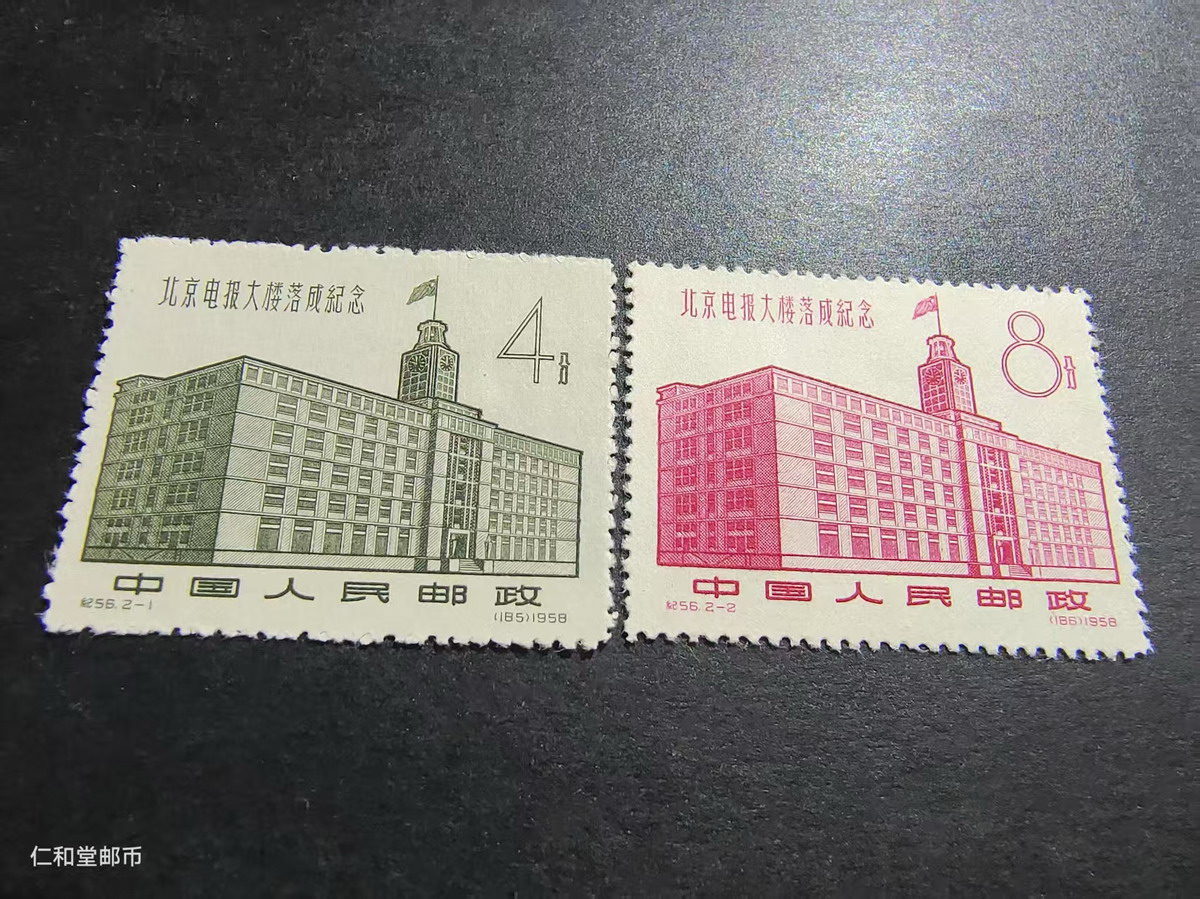 北京电报大楼落成紀念
4分
中国人民邮政
紀56.2-1
(185)1958
北京电报大楼落成紀念
8分
中国人民邮政
紀56.2-2
(186)1958
仁和堂邮币